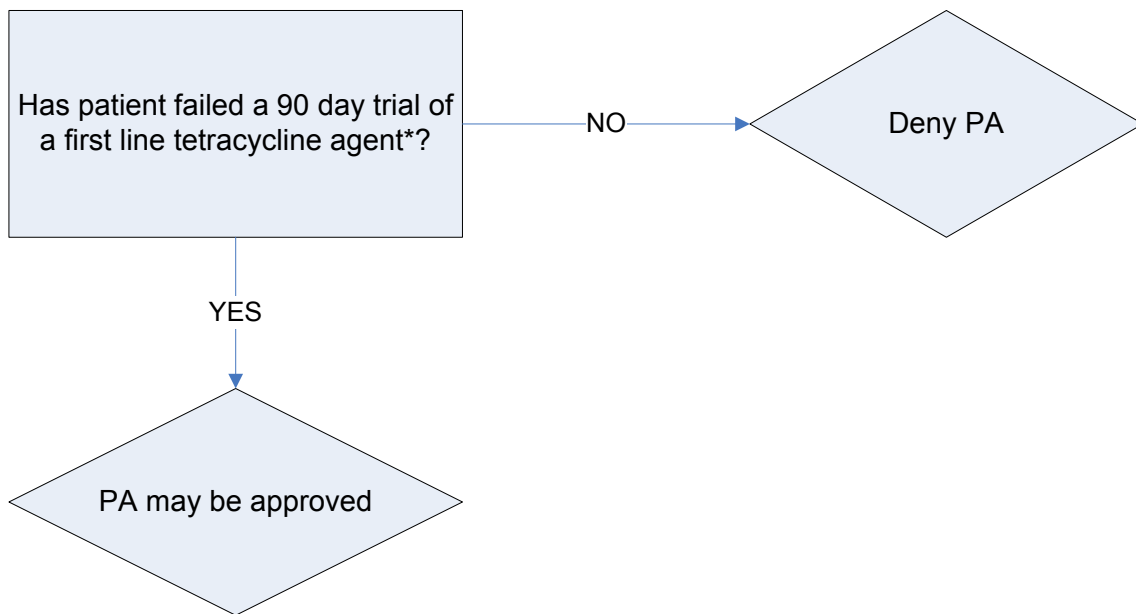 Has patient failed a 90 day trial of
a first line tetracycline agent*?
NO
Deny PA
YES
PA may be approved